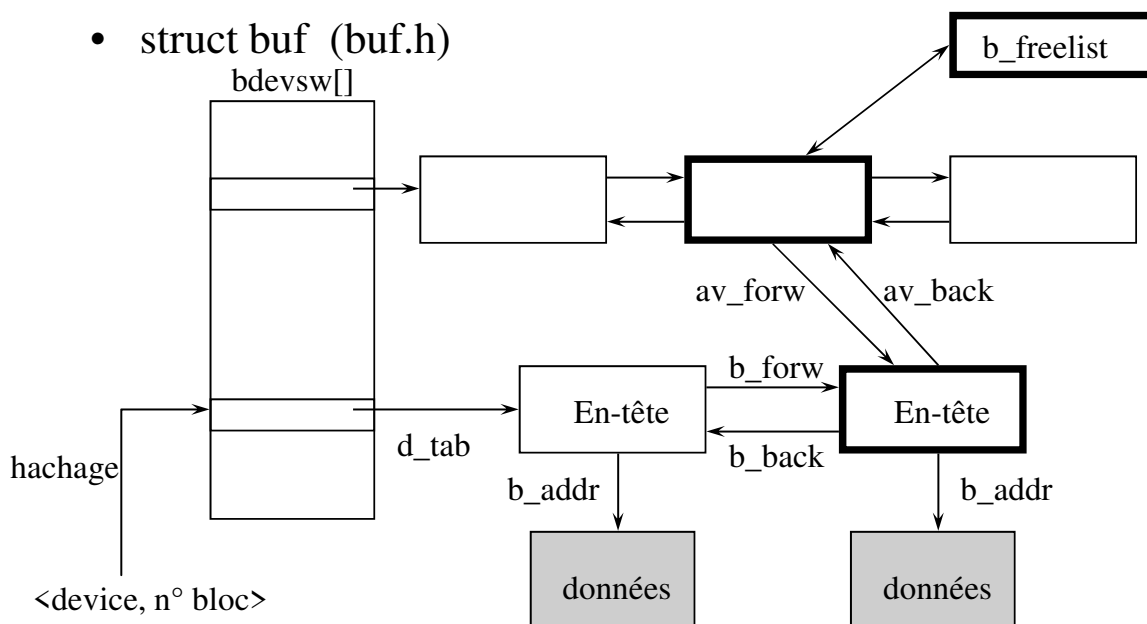 • struct buf (buf.h)
bdevsw[]
b_freelist
av_forw
av_back
b_forw
En-tête
En-tête
d_tab
b_back
hachage
b_addr
b_addr
données
données
<device, n° bloc>